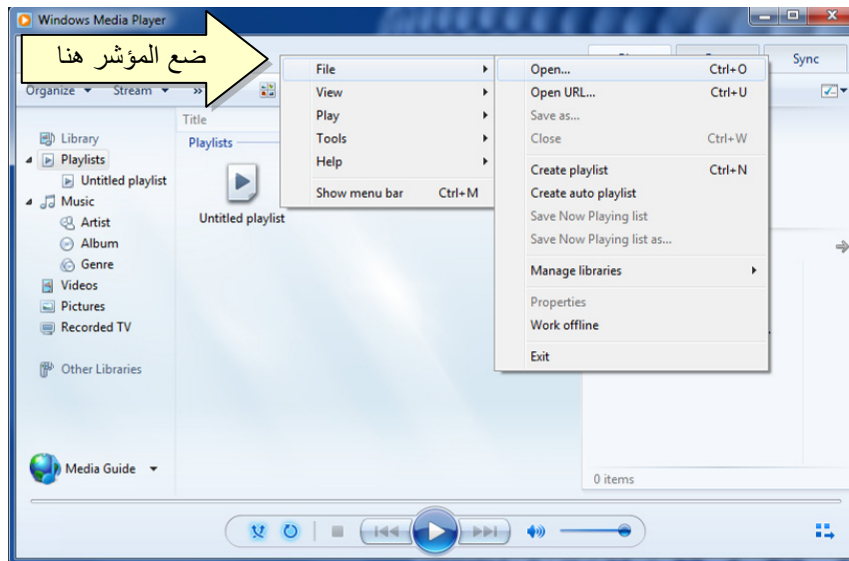 Windows Media Player
ضع المؤشر هنا
Sync
Organize Stream »
Title
Library
Playlists
Untitled playlist
Music
Artist
Album
Genre
Videos
Pictures
Recorded TV
Other Libraries
Media Guide
Playlists
Untitled playlist
File
View
Play
Tools
Help
Show menu bar Ctrl+M
Open... Ctrl+O
Open URL... Ctrl+U
Save as...
Close Ctrl+W
Create playlist Ctrl+N
Create auto playlist
Save Now Playing list
Save Now Playing list as...
Manage libraries
Properties
Work offline
Exit
0 items